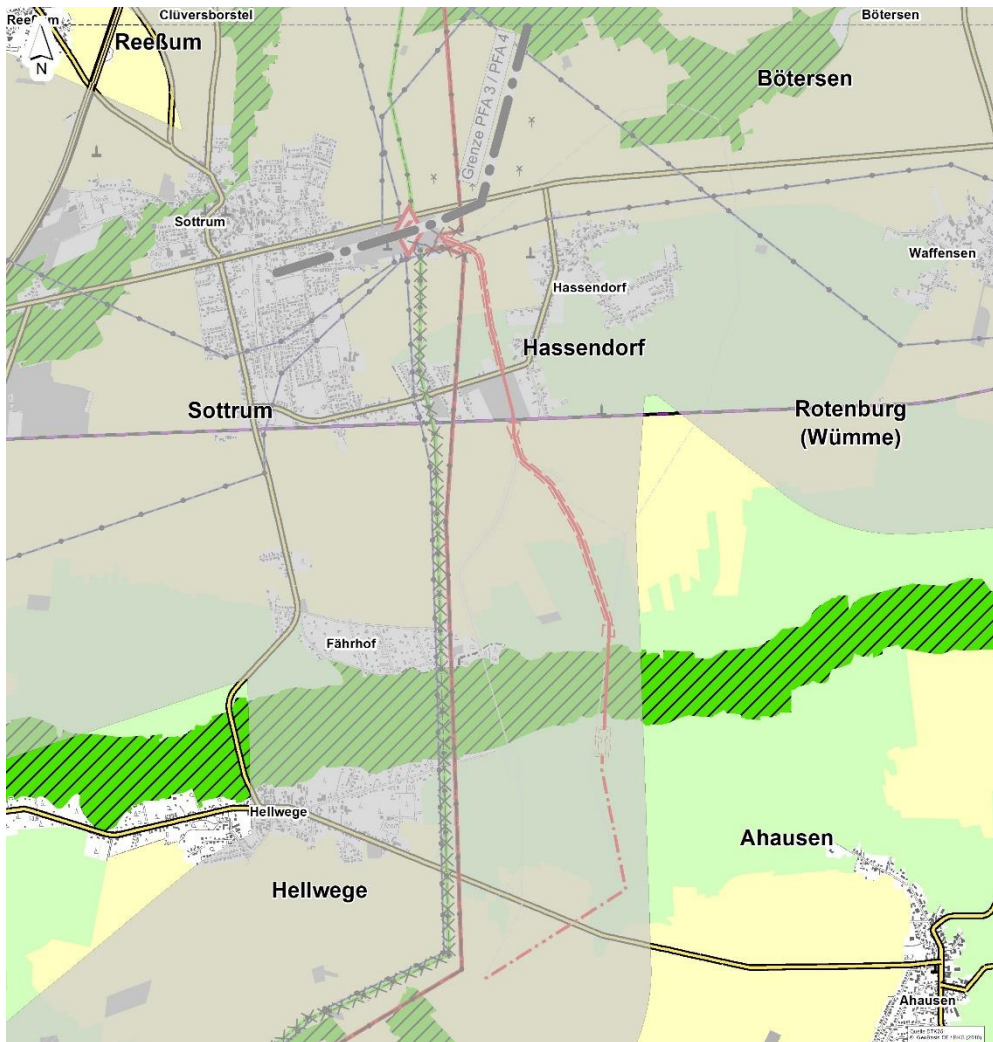 Clüversborstel
Bötersen
Reeßum
Reeßum
N
Bötersen
Grenze PFA 3 / PFA 4
Sottrum
Waffensen
Hassendorf
Hassendorf
Sottrum
Rotenburg
(Wümme)
Fährhof
Hellwege
Ahausen
Hellwege
Ahausen